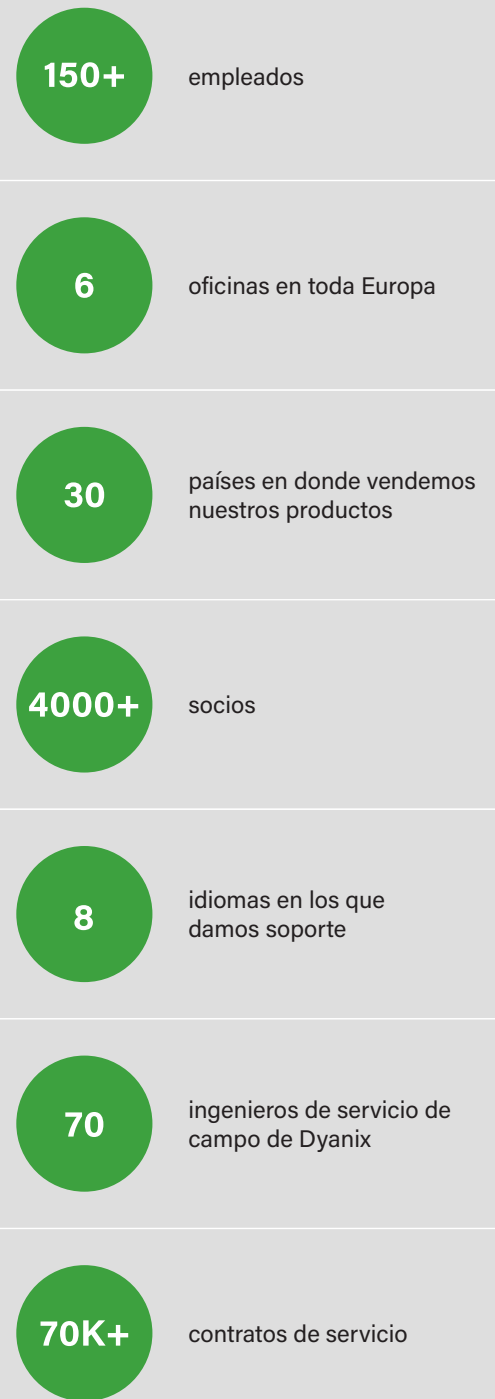 150+
empleados
6
oficinas en toda Europa
30
países en donde vendemos
nuestros productos
4000+
socios
8
idiomas en los que
damos soporte
70
ingenieros de servicio de
campo de Dyanix
70K+
contratos de servicio